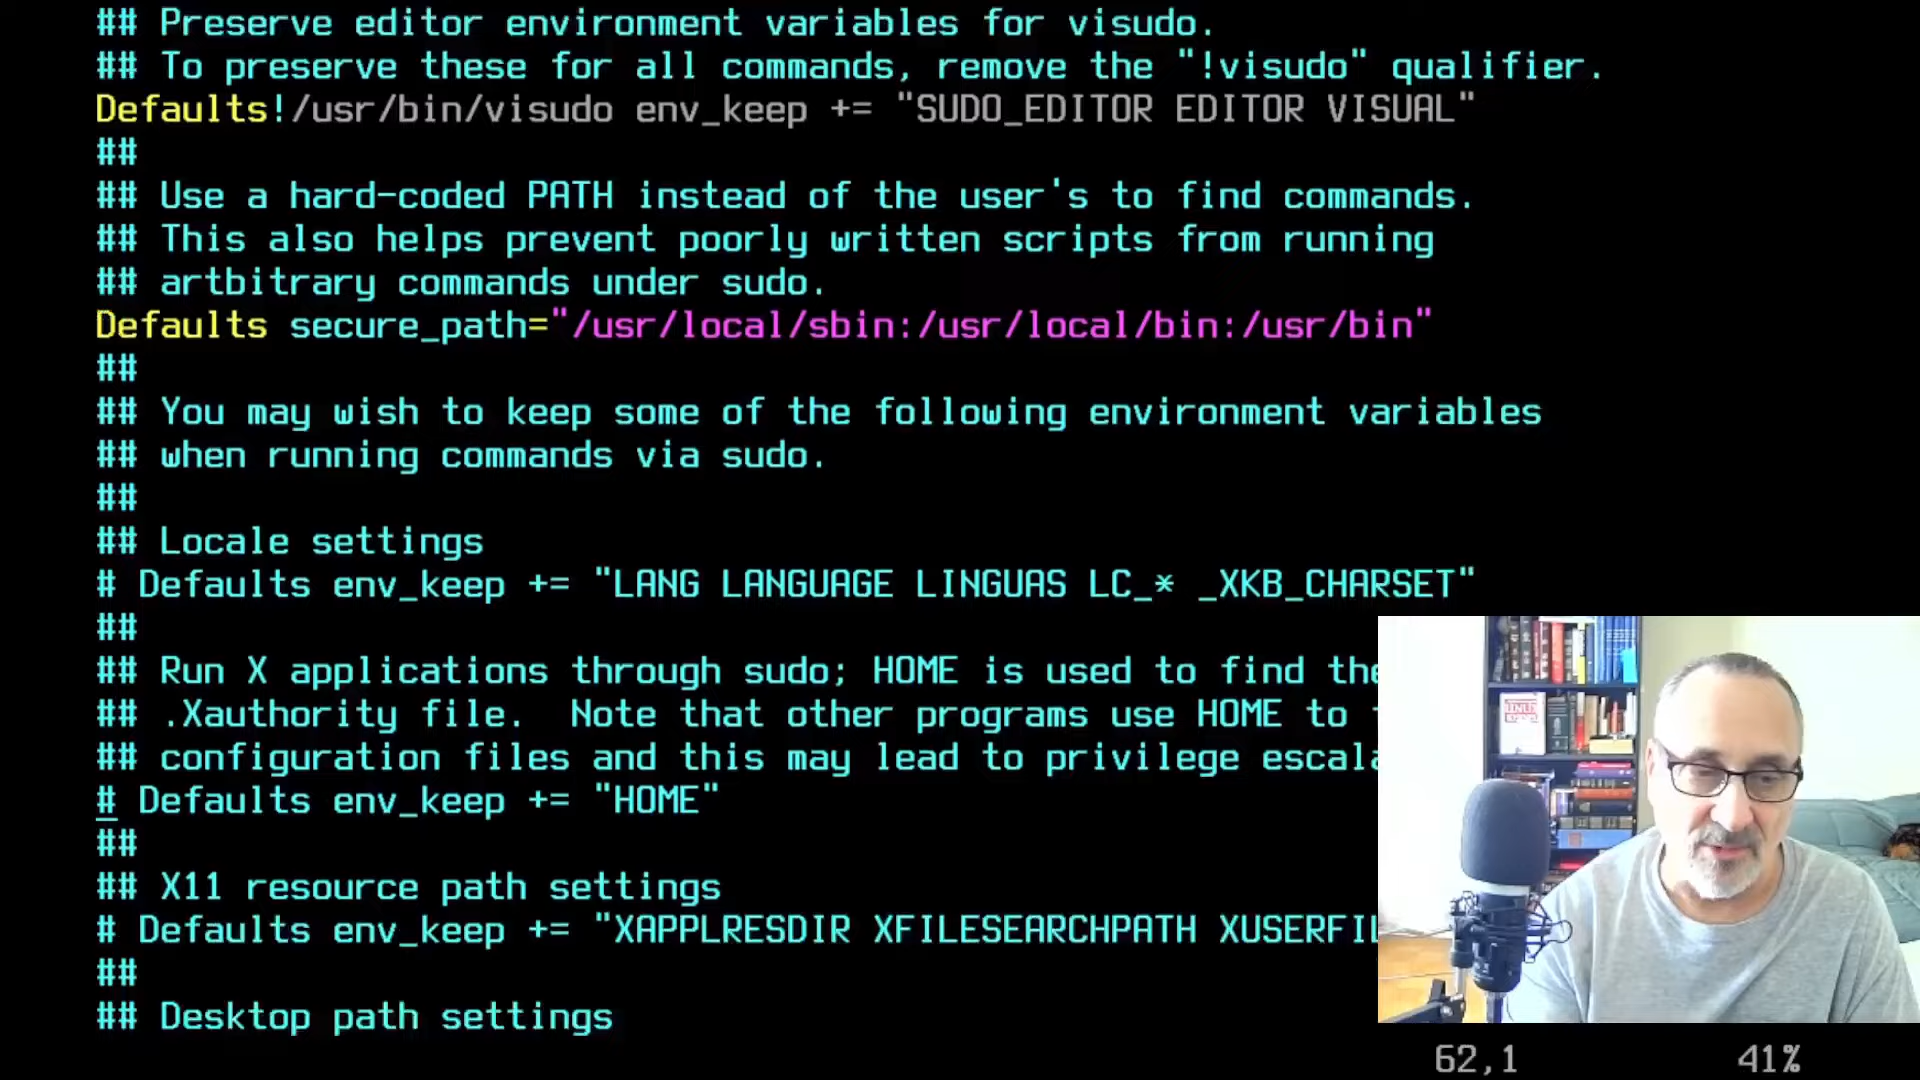 ## Preserve editor environment variables for visudo.
## To preserve these for all commands, remove the "!visudo" qualifier.
Defaults!/usr/bin/visudo env_keep += "SUDO_EDITOR EDITOR VISUAL"
##
## Use a hard-coded PATH instead of the user's to find commands.
## This also helps prevent poorly written scripts from running
## artbitrary commands under sudo.
Defaults secure_path="/usr/local/sbin:/usr/local/bin:/usr/bin"
##
## You may wish to keep some of the following environment variables
## when running commands via sudo.
##
## Locale settings
# Defaults env_keep += "LANG LANGUAGE LINGUAS LC_* _XKB_CHARSET"
##
## Run X applications through sudo; HOME is used to find the
## .Xauthority file.  Note that other programs use HOME to
## configuration files and this may lead to privilege escala
# Defaults env_keep += "HOME"
##
## X11 resource path settings
# Defaults env_keep += "XAPPLRESDIR XFILESEARCHPATH XUSERFIL
##
## Desktop path settings
62,1 41%